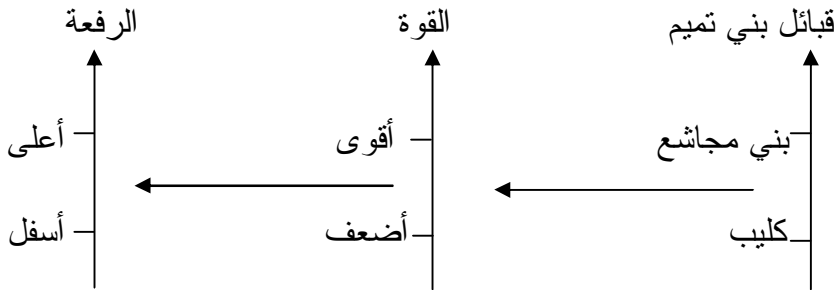 قبائل بني تميم القوة الرفعة
بني مجاشع أقوى أعلى
كليب أضعف أسفل